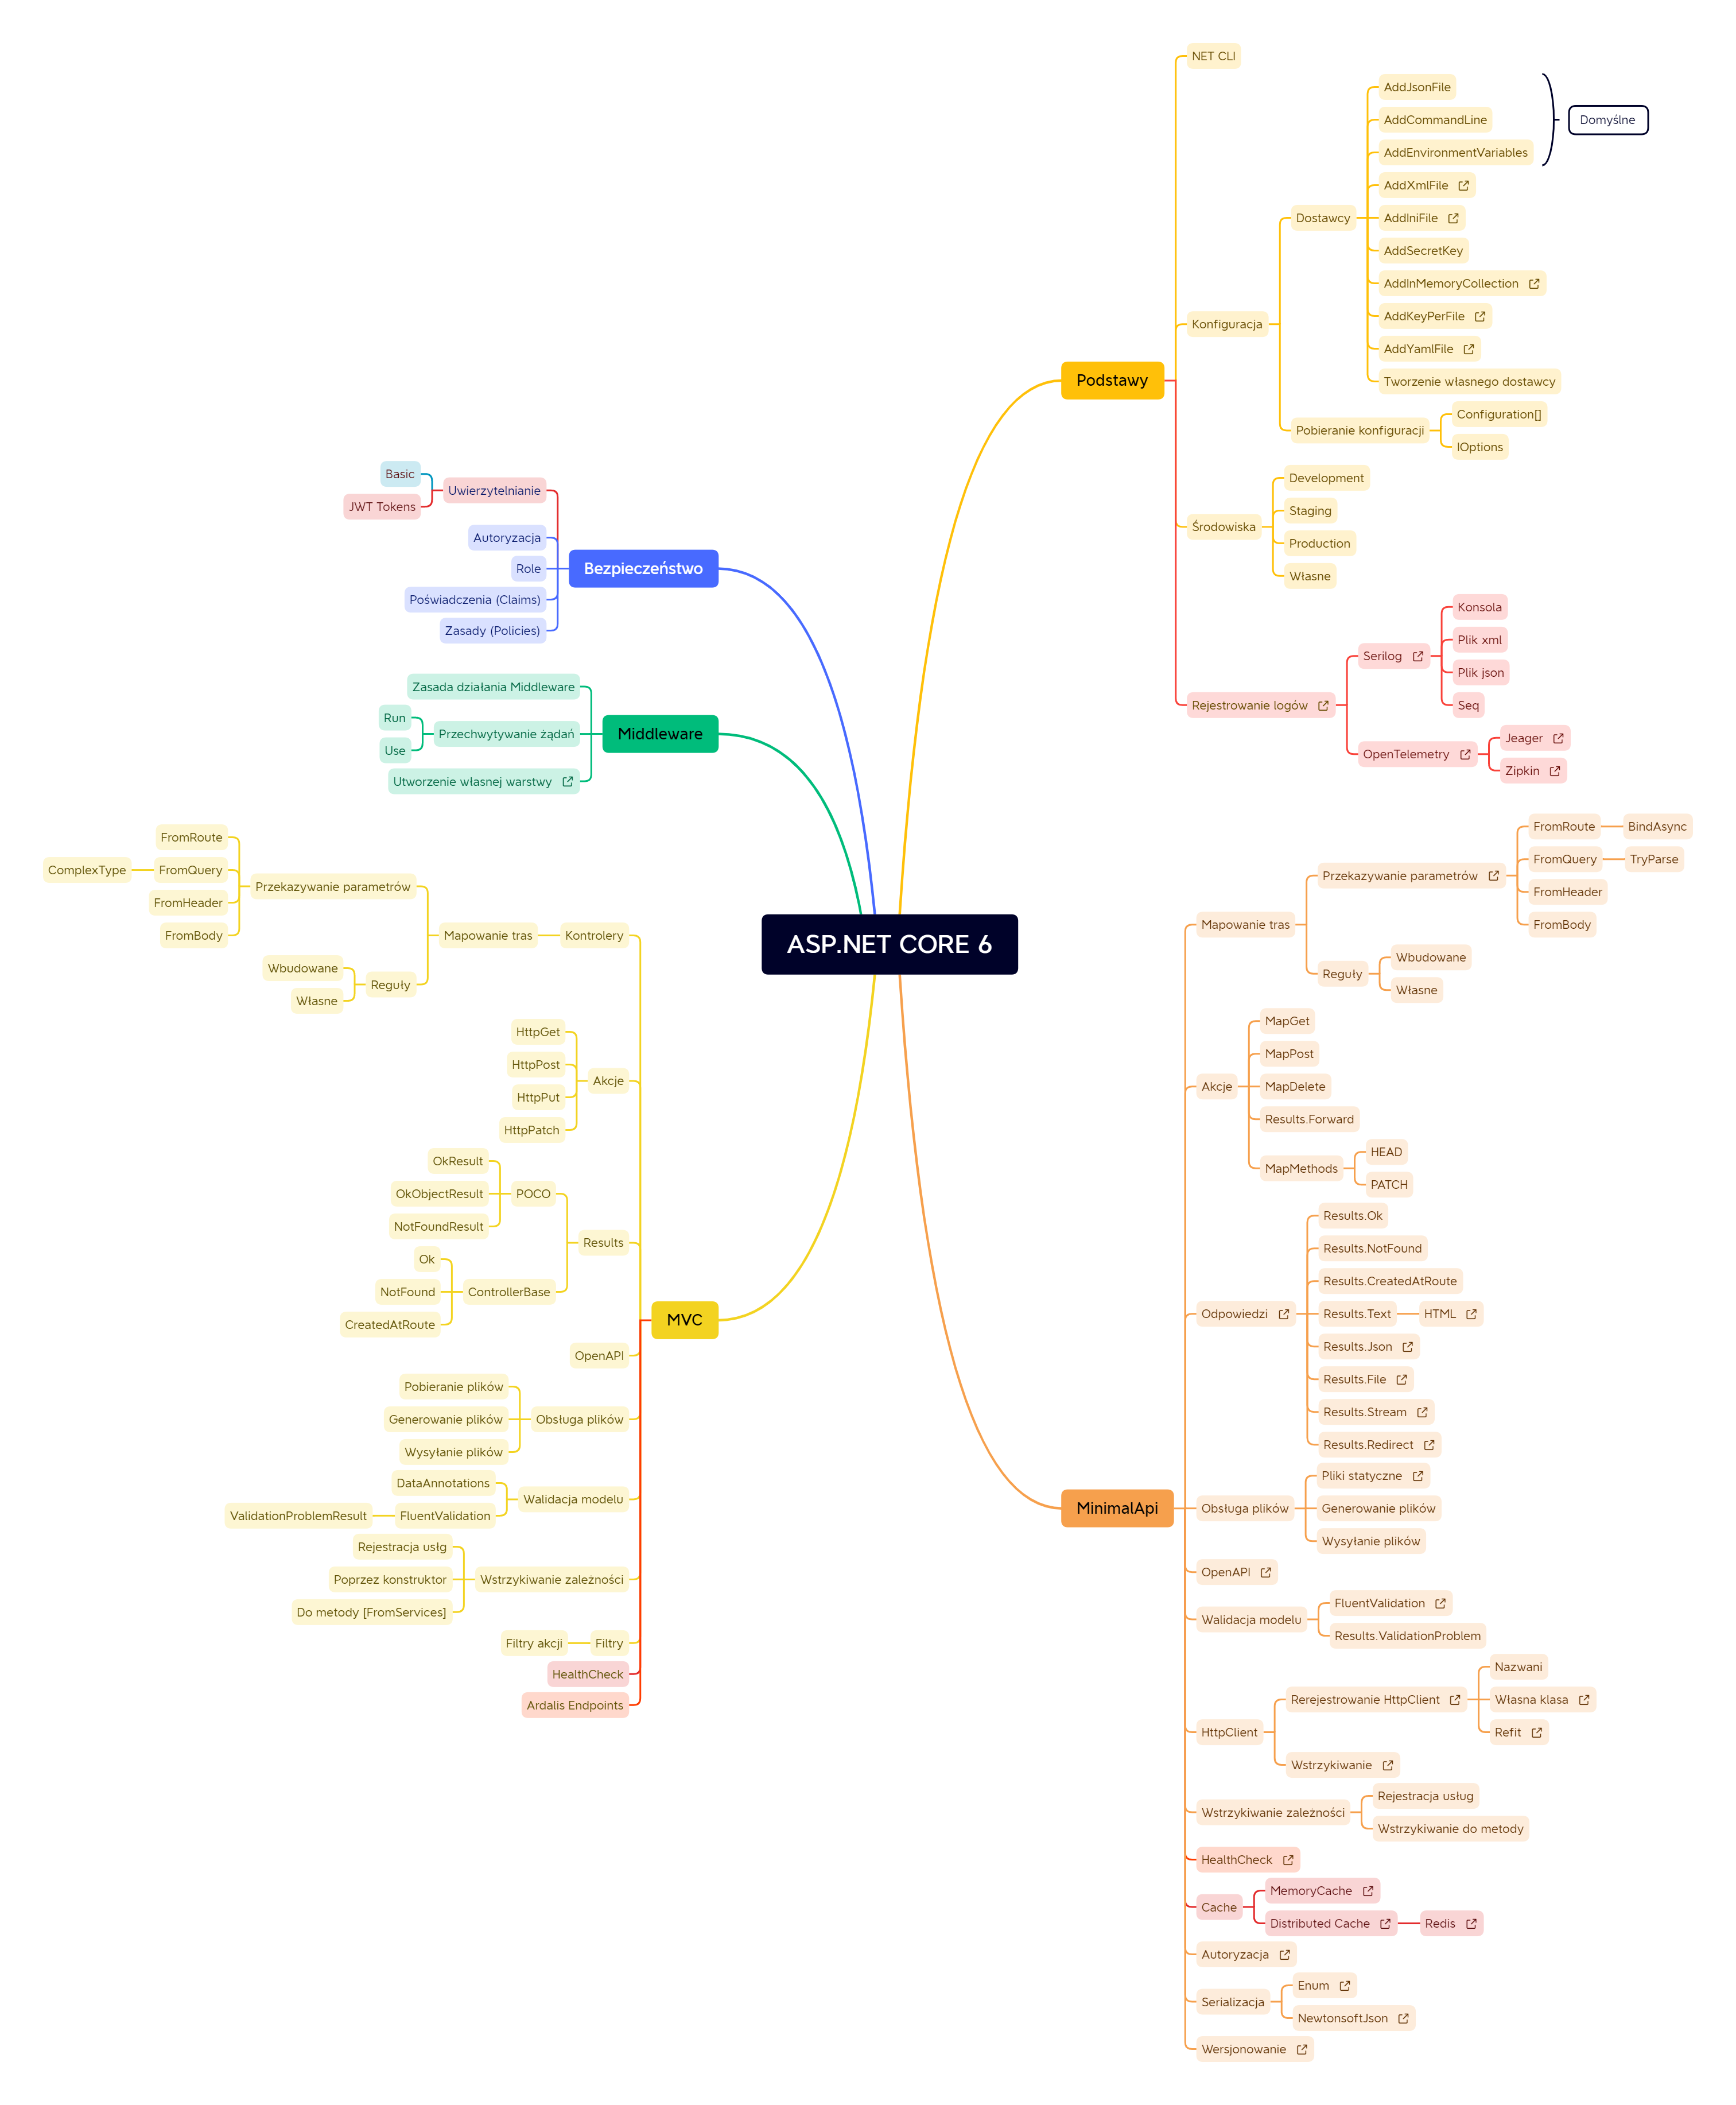 ASP.NET CORE 6
Podstawy
NET CLI
Konfiguracja
Dostawcy
AddJsonFile
AddCommandLine
AddEnvironmentVariables
Domyślne
AddXmlFile
AddIniFile
AddSecretKey
AddInMemoryCollection
AddKeyPerFile
AddYamlFile
Tworzenie własnego dostawcy
Pobieranie konfiguracji
Configuration[]
IOptions
Środowiska
Development
Staging
Production
Własne
Rejestrowanie logów
Serilog
Konsola
Plik xml
Plik json
Seq
OpenTelemetry
Jeager
Zipkin
MinimalApi
Mapowanie tras
Przekazywanie parametrów
FromRoute
BindAsync
FromQuery
TryParse
FromHeader
FromBody
Reguły
Wbudowane
Własne
Akcje
MapGet
MapPost
MapDelete
Results.Forward
MapMethods
HEAD
PATCH
Odpowiedzi
Results.Ok
Results.NotFound
Results.CreatedAtRoute
Results.Text
HTML
Results.Json
Results.File
Results.Stream
Results.Redirect
Obsługa plików
Pliki statyczne
Generowanie plików
Wysyłanie plików
OpenAPI
Walidacja modelu
FluentValidation
Results.ValidationProblem
HttpClient
Rerejestrowanie HttpClient
Nazwani
Własna klasa
Refit
Wstrzykiwanie
Wstrzykiwanie zależności
Rejestracja usług
Wstrzykiwanie do metody
HealthCheck
Cache
MemoryCache
Distributed Cache
Redis
Autoryzacja
Serializacja
Enum
NewtonsoftJson
Wersjonowanie
Bezpieczeństwo
Uwierzytelnianie
Basic
JWT Tokens
Autoryzacja
Role
Poświadczenia (Claims)
Zasady (Policies)
Middleware
Zasada działania Middleware
Przechwytywanie żądań
Run
Use
Utworzenie własnej warstwy
MVC
Kontrolery
Mapowanie tras
Przekazywanie parametrów
FromRoute
FromQuery
ComplexType
FromHeader
FromBody
Reguły
Wbudowane
Własne
Akcje
HttpGet
HttpPost
HttpPut
HttpPatch
Results
POCO
OkResult
OkObjectResult
NotFoundResult
ControllerBase
Ok
NotFound
CreatedAtRoute
OpenAPI
Obsługa plików
Pobieranie plików
Generowanie plików
Wysyłanie plików
Walidacja modelu
DataAnnotations
FluentValidation
ValidationProblemResult
Wstrzykiwanie zależności
Rejestracja usłg
Poprzez konstruktor
Do metody [FromServices]
Filtry
Filtry akcji
HealthCheck
Ardalis Endpoints